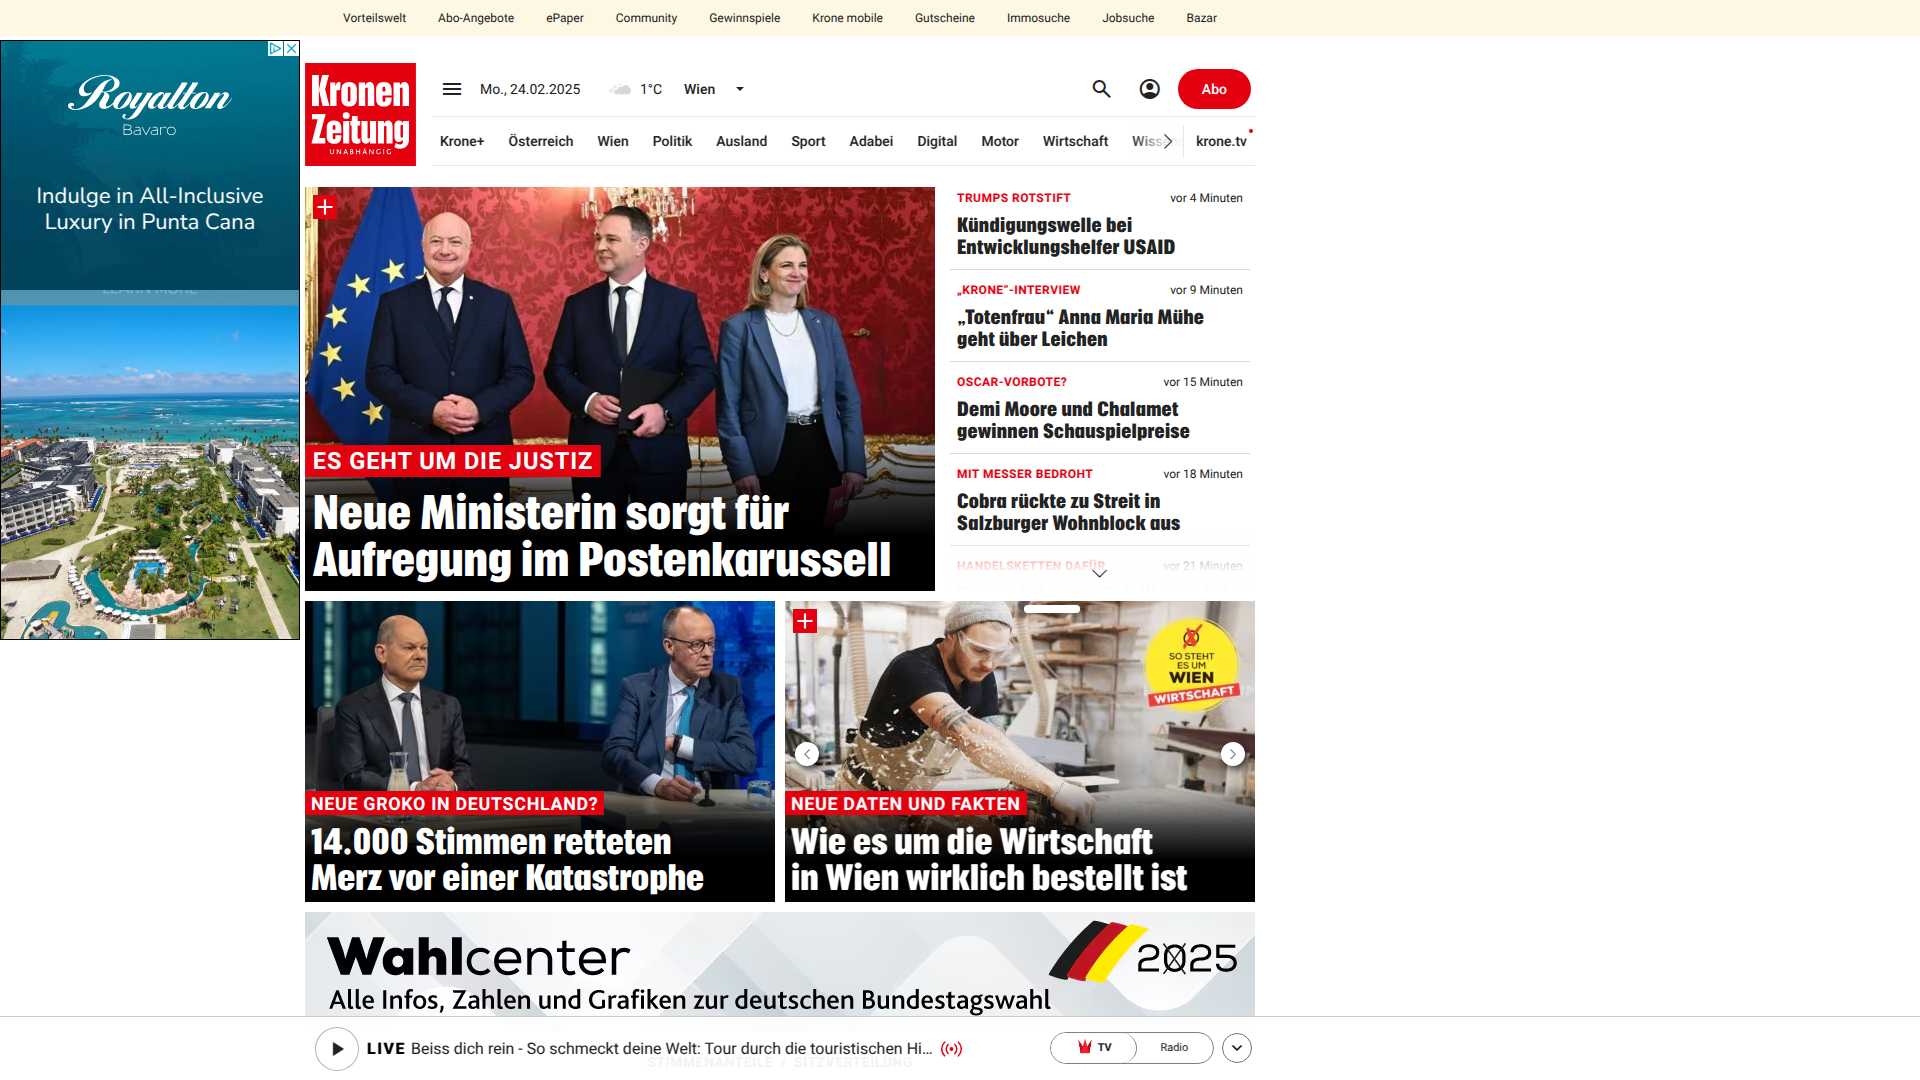 Vorteilswelt Abo-Angebote ePaper Community Gewinnspiele Krone mobile Gutscheine Immosuche Jobsuche Bazar
Royalton
Bavaro
Indulge in All-Inclusive
Luxury in Punta Cana
LEARN MORE
Kronen
Zeitung
UNABHÄNGIG
Mo., 24.02.2025 1°C Wien
Abo
Krone+ Österreich Wien Politik Ausland Sport Adabei Digital Motor Wirtschaft Wiss krone.tv
ES GEHT UM DIE JUSTIZ
Neue Ministerin sorgt für
Aufregung im Postenkarussell
TRUMPS ROTSTIFT vor 4 Minuten
Kündigungswelle bei
Entwicklungshelfer USAID
„KRONE“-INTERVIEW vor 9 Minuten
„Totenfrau“ Anna Maria Mühe
geht über Leichen
OSCAR-VORBOTE? vor 15 Minuten
Demi Moore und Chalamet
gewinnen Schauspielpreise
MIT MESSER BEDROHT vor 18 Minuten
Cobra rückte zu Streit in
Salzburger Wohnblock aus
HANDELSKETTEN DAFÜR vor 21 Minuten
NEUE GROKO IN DEUTSCHLAND?
14.000 Stimmen retteten
Merz vor einer Katastrophe
SO STEHT
ES UM
WIEN
WIRTSCHAFT
NEUE DATEN UND FAKTEN
Wie es um die Wirtschaft
in Wien wirklich bestellt ist
Wahlcenter
2025
Alle Infos, Zahlen und Grafiken zur deutschen Bundestagswahl
LIVE Beiss dich rein - So schmeckt deine Welt: Tour durch die touristischen Hi...
TV Radio
STIMMENANTEILE / SITZVERTEILUNG